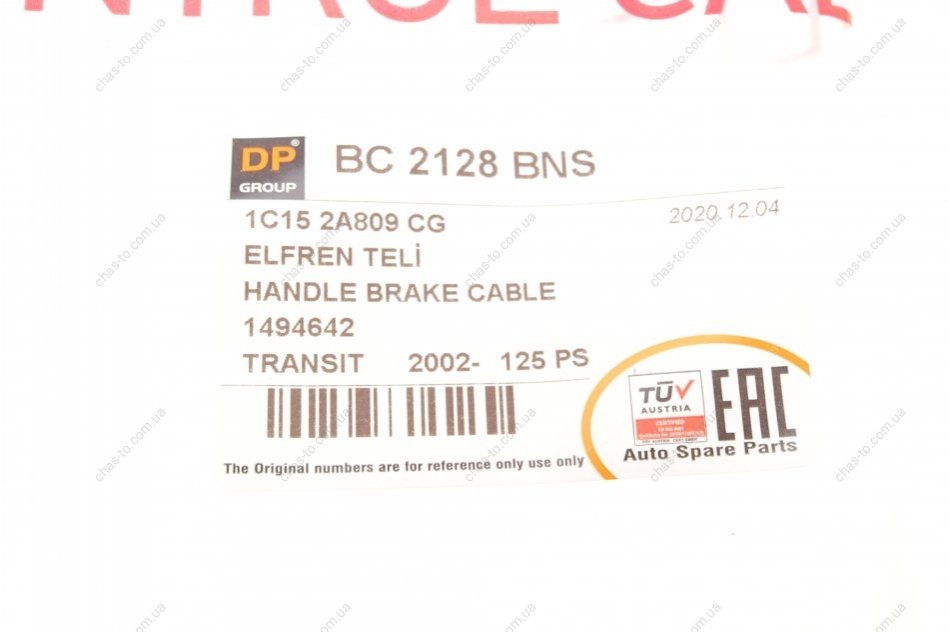 DP®
GROUP
BC 2128 BNS
1C15 2A809 CG
2020.12.04
ELFREN TELİ
HANDLE BRAKE CABLE
1494642
TRANSIT 2002- 125 PS
The Original numbers are for reference only use only
TÜV
AUSTRIA
CERTIFIED
EAC
Auto Spare Parts
chas-to.com.ua